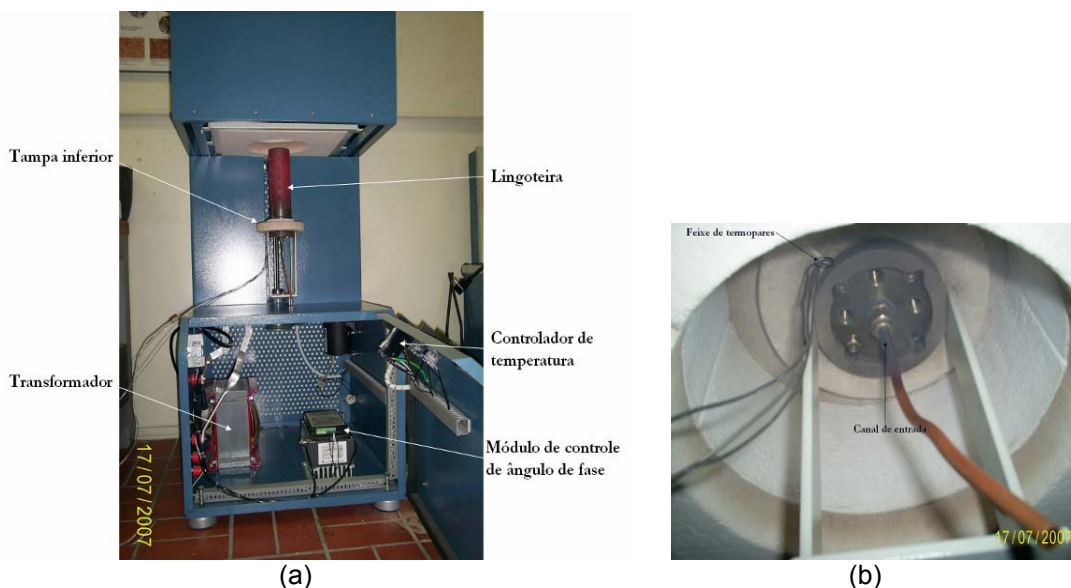 Tampa inferior
Lingoteira
Controlador de
temperatura
Transformador
Módulo de controle
de ângulo de fase
17/07/2007
(a)
Feixe de termopares
Canal de entrada
17/07/2007
(b)